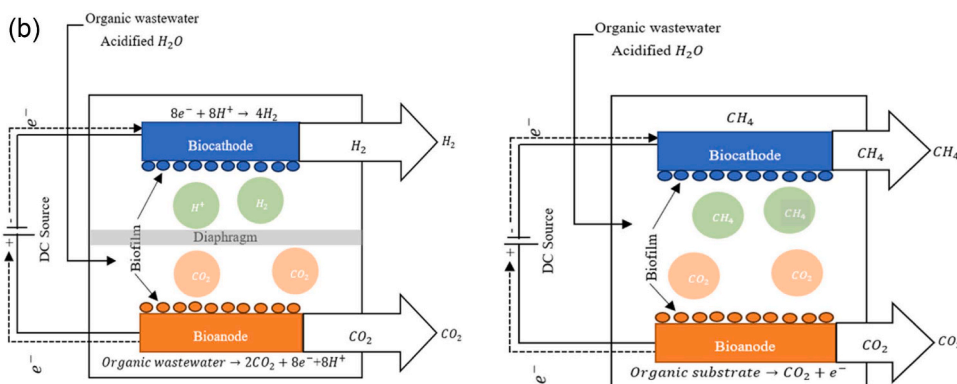 (b)
Organic wastewater
Acidified H₂O
8e⁻ + 8H⁺ → 4H₂
e⁻
Biocathode
H₂
H₂
H⁺
H₂
Diaphragm
DC Source
+ -
Biofilm
CO₂
CO₂
Bioanode
CO₂
CO₂
e⁻
Organic wastewater → 2CO₂ + 8e⁻+8H⁺
Organic wastewater
Acidified H₂O
CH₄
e⁻
Biocathode
CH₄
CH₄
CH₄
CH₄
DC Source
+ -
Biofilm
CO₂
CO₂
Bioanode
CO₂
CO₂
e⁻
Organic substrate → CO₂ + e⁻